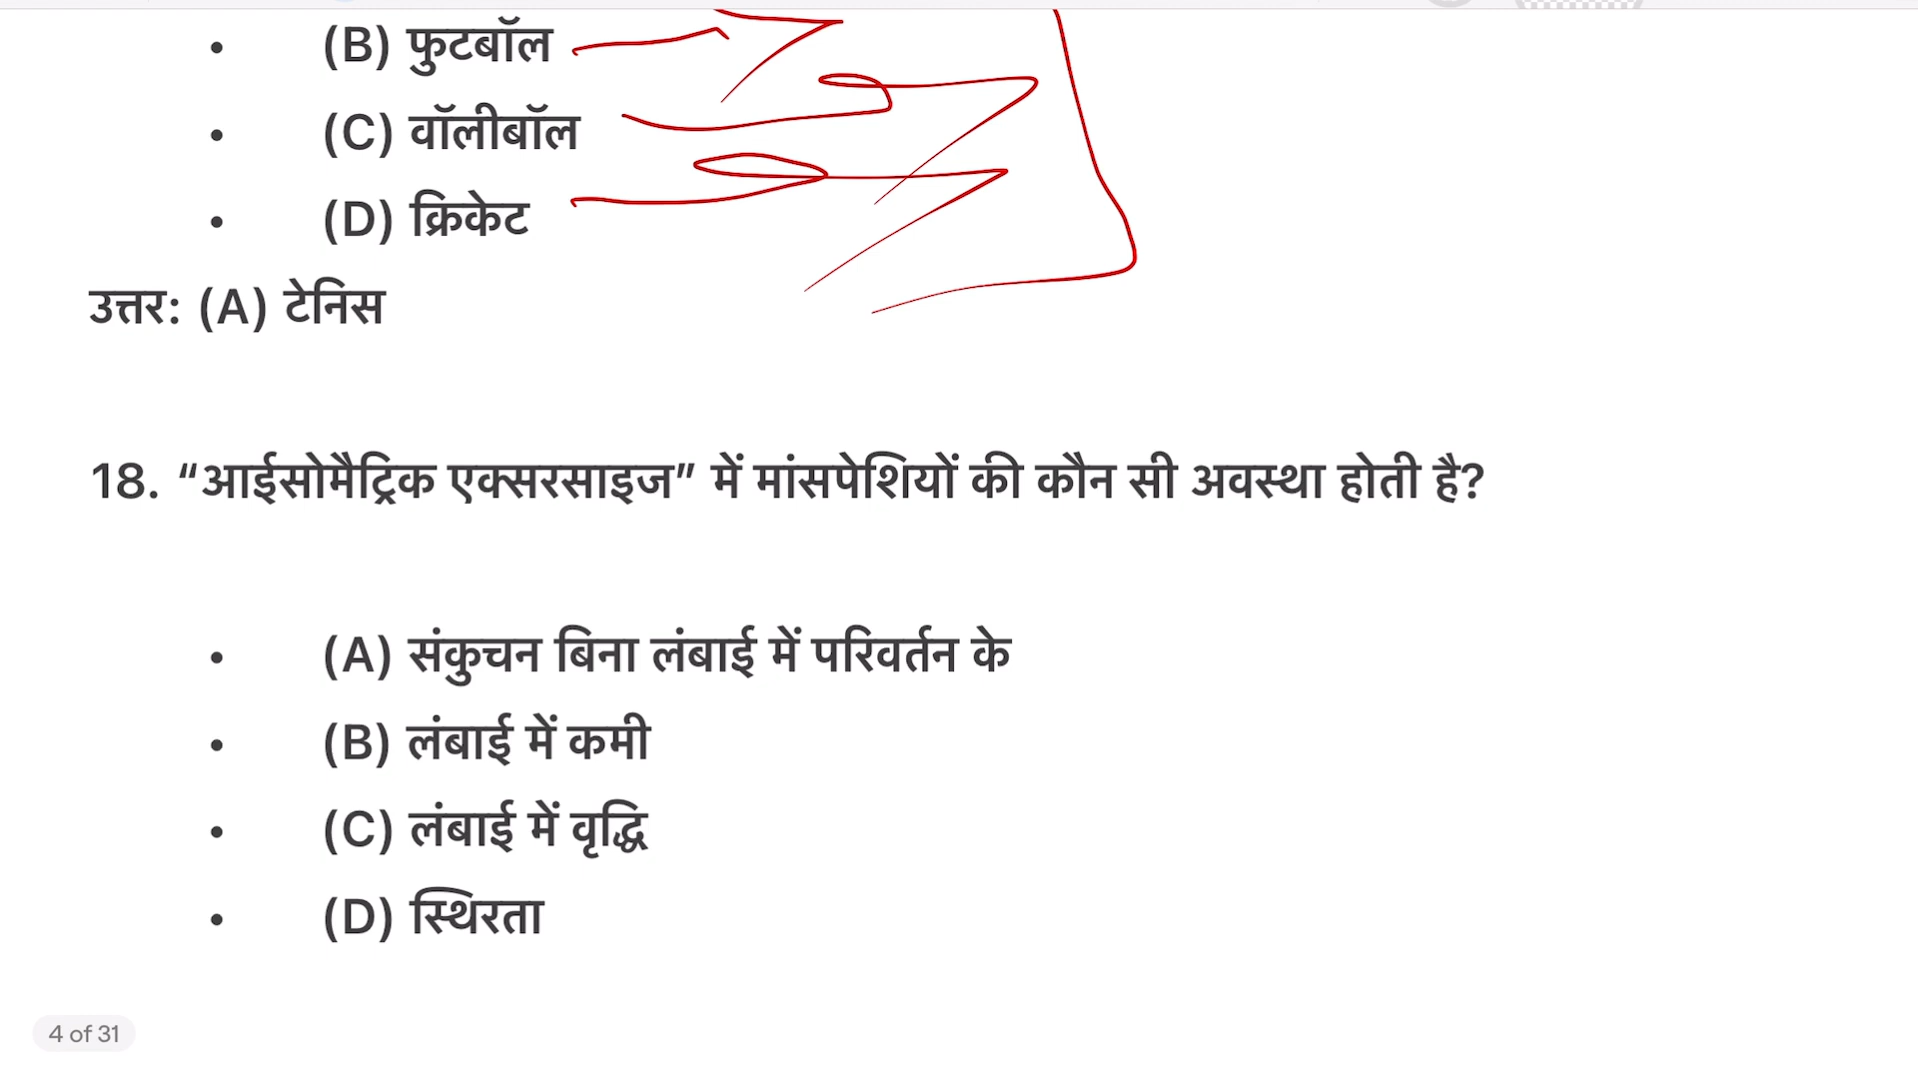 • (B) फुटबॉल
• (C) वॉलीबॉल
• (D) क्रिकेट
उत्तर: (A) टेनिस
18. “आईसोमैट्रिक एक्सरसाइज” में मांसपेशियों की कौन सी अवस्था होती है?
• (A) संकुचन बिना लंबाई में परिवर्तन के
• (B) लंबाई में कमी
• (C) लंबाई में वृद्धि
• (D) स्थिरता
4 of 31